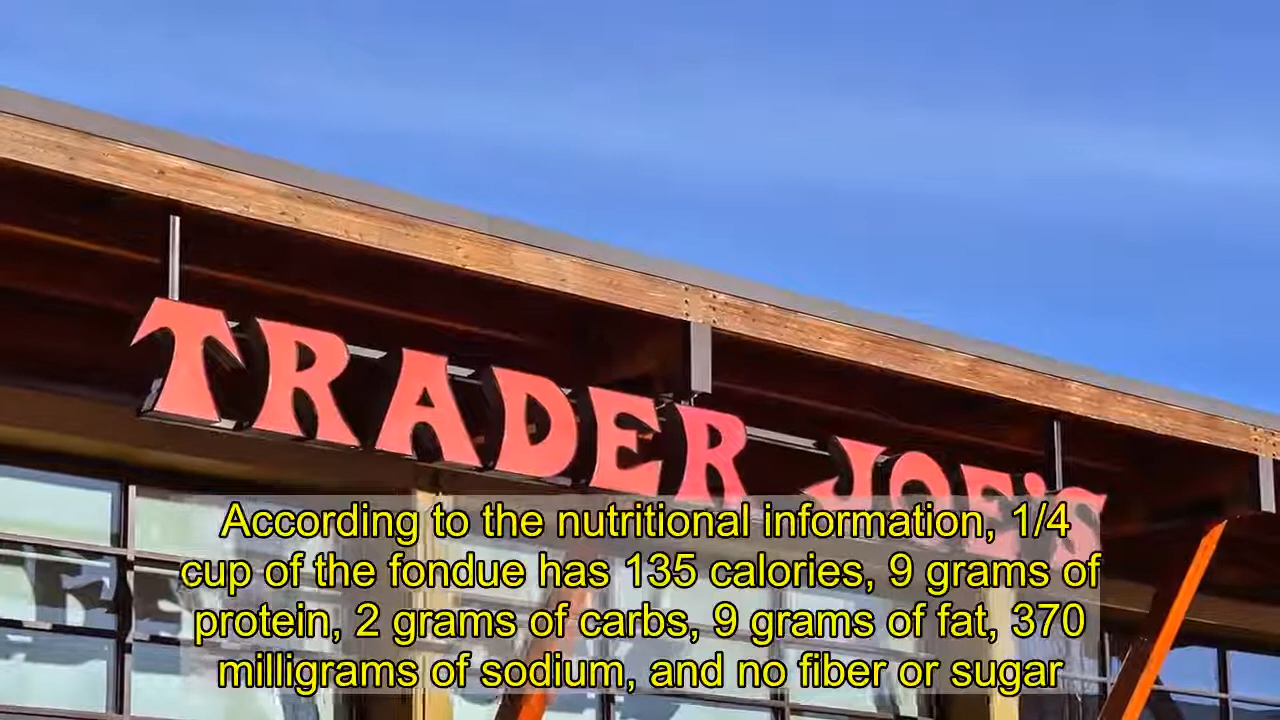 TRADER JOE'S
According to the nutritional information, 1/4
cup of the fondue has 135 calories, 9 grams of
protein, 2 grams of carbs, 9 grams of fat, 370
milligrams of sodium, and no fiber or sugar